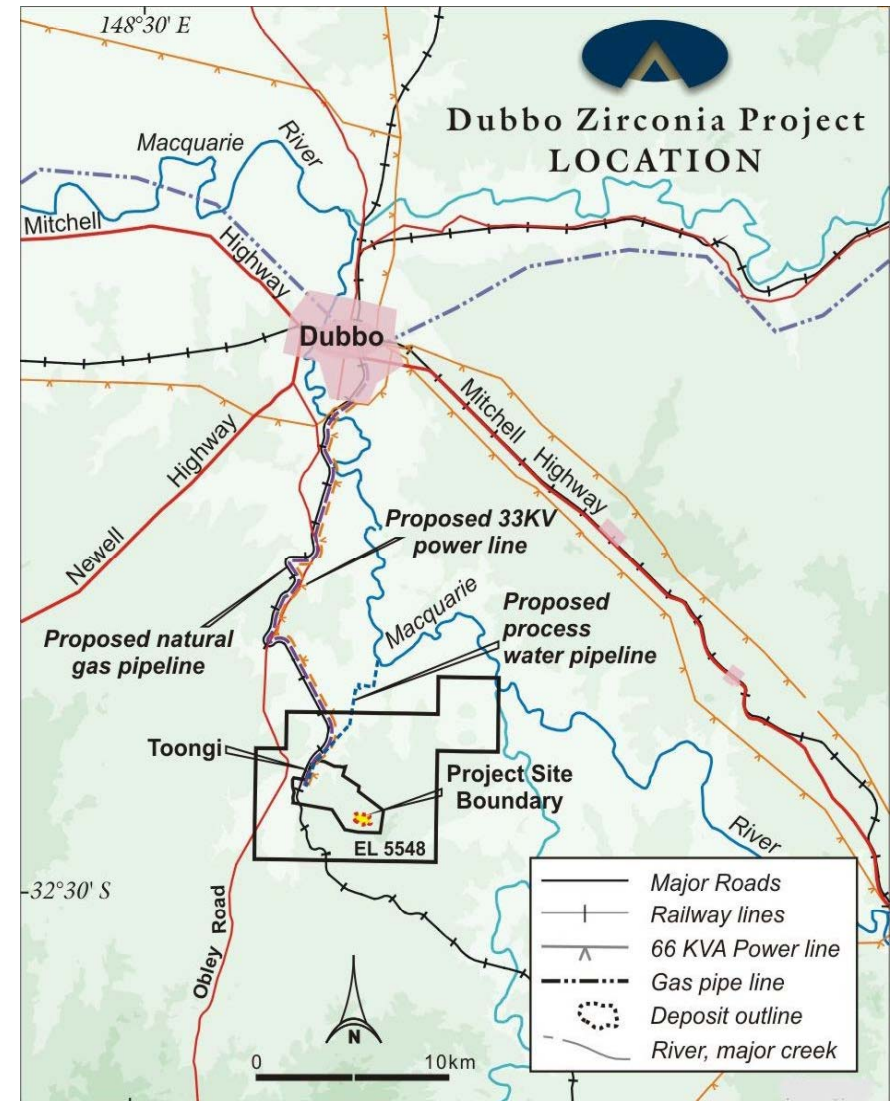 148°30' E
Dubbo Zirconia Project
LOCATION
Macquarie
River
Mitchell
Highway
Dubbo
Mitchell
Highway
Newell
Highway
Proposed 33KV
power line
Proposed natural
gas pipeline
Macquarie
Proposed
process
water pipeline
Toongi
Project Site
Boundary
EL 5548
River
32°30' S
Obley Road
N
0 10km
Major Roads
Railway lines
66 KVA Power line
Gas pipe line
Deposit outline
River, major creek